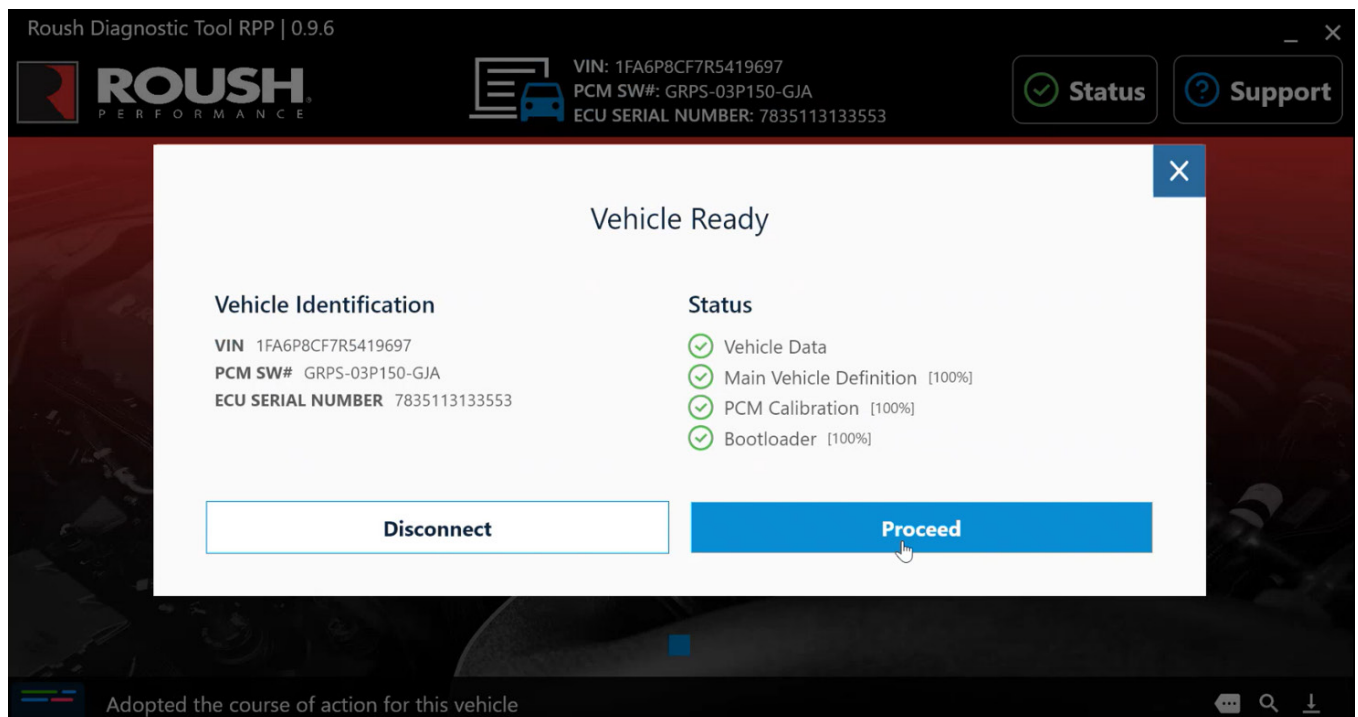 Roush Diagnostic Tool RPP | 0.9.6
ROUSH
PERFORMANCE
VIN: 1FA6P8CF7R5419697
PCM SW#: GRPS-03P150-GJA
ECU SERIAL NUMBER: 7835113133553
Status
Support
Vehicle Ready
Vehicle Identification
VIN 1FA6P8CF7R5419697
PCM SW# GRPS-03P150-GJA
ECU SERIAL NUMBER 7835113133553
Status
Vehicle Data
Main Vehicle Definition [100%]
PCM Calibration [100%]
Bootloader [100%]
Disconnect
Proceed
Adopted the course of action for this vehicle